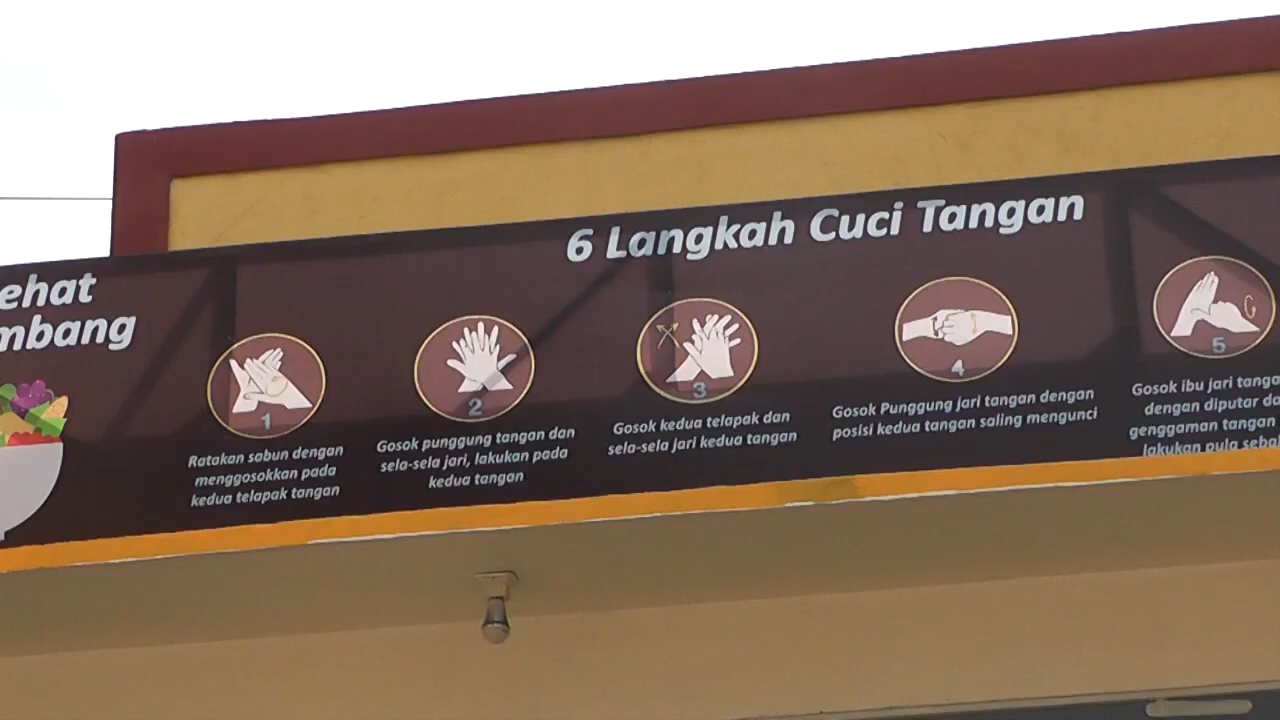 ehat
mbang
6 Langkah Cuci Tangan
1
Ratakan sabun dengan
menggosokkan pada
kedua telapak tangan
2
Gosok punggung tangan dan
sela-sela jari, lakukan pada
kedua tangan
3
Gosok kedua telapak dan
sela-sela jari kedua tangan
4
Gosok Punggung jari tangan dengan
posisi kedua tangan saling mengunci
5
Gosok ibu jari tanga
dengan diputar da
genggaman tangan
lakukan pula seba